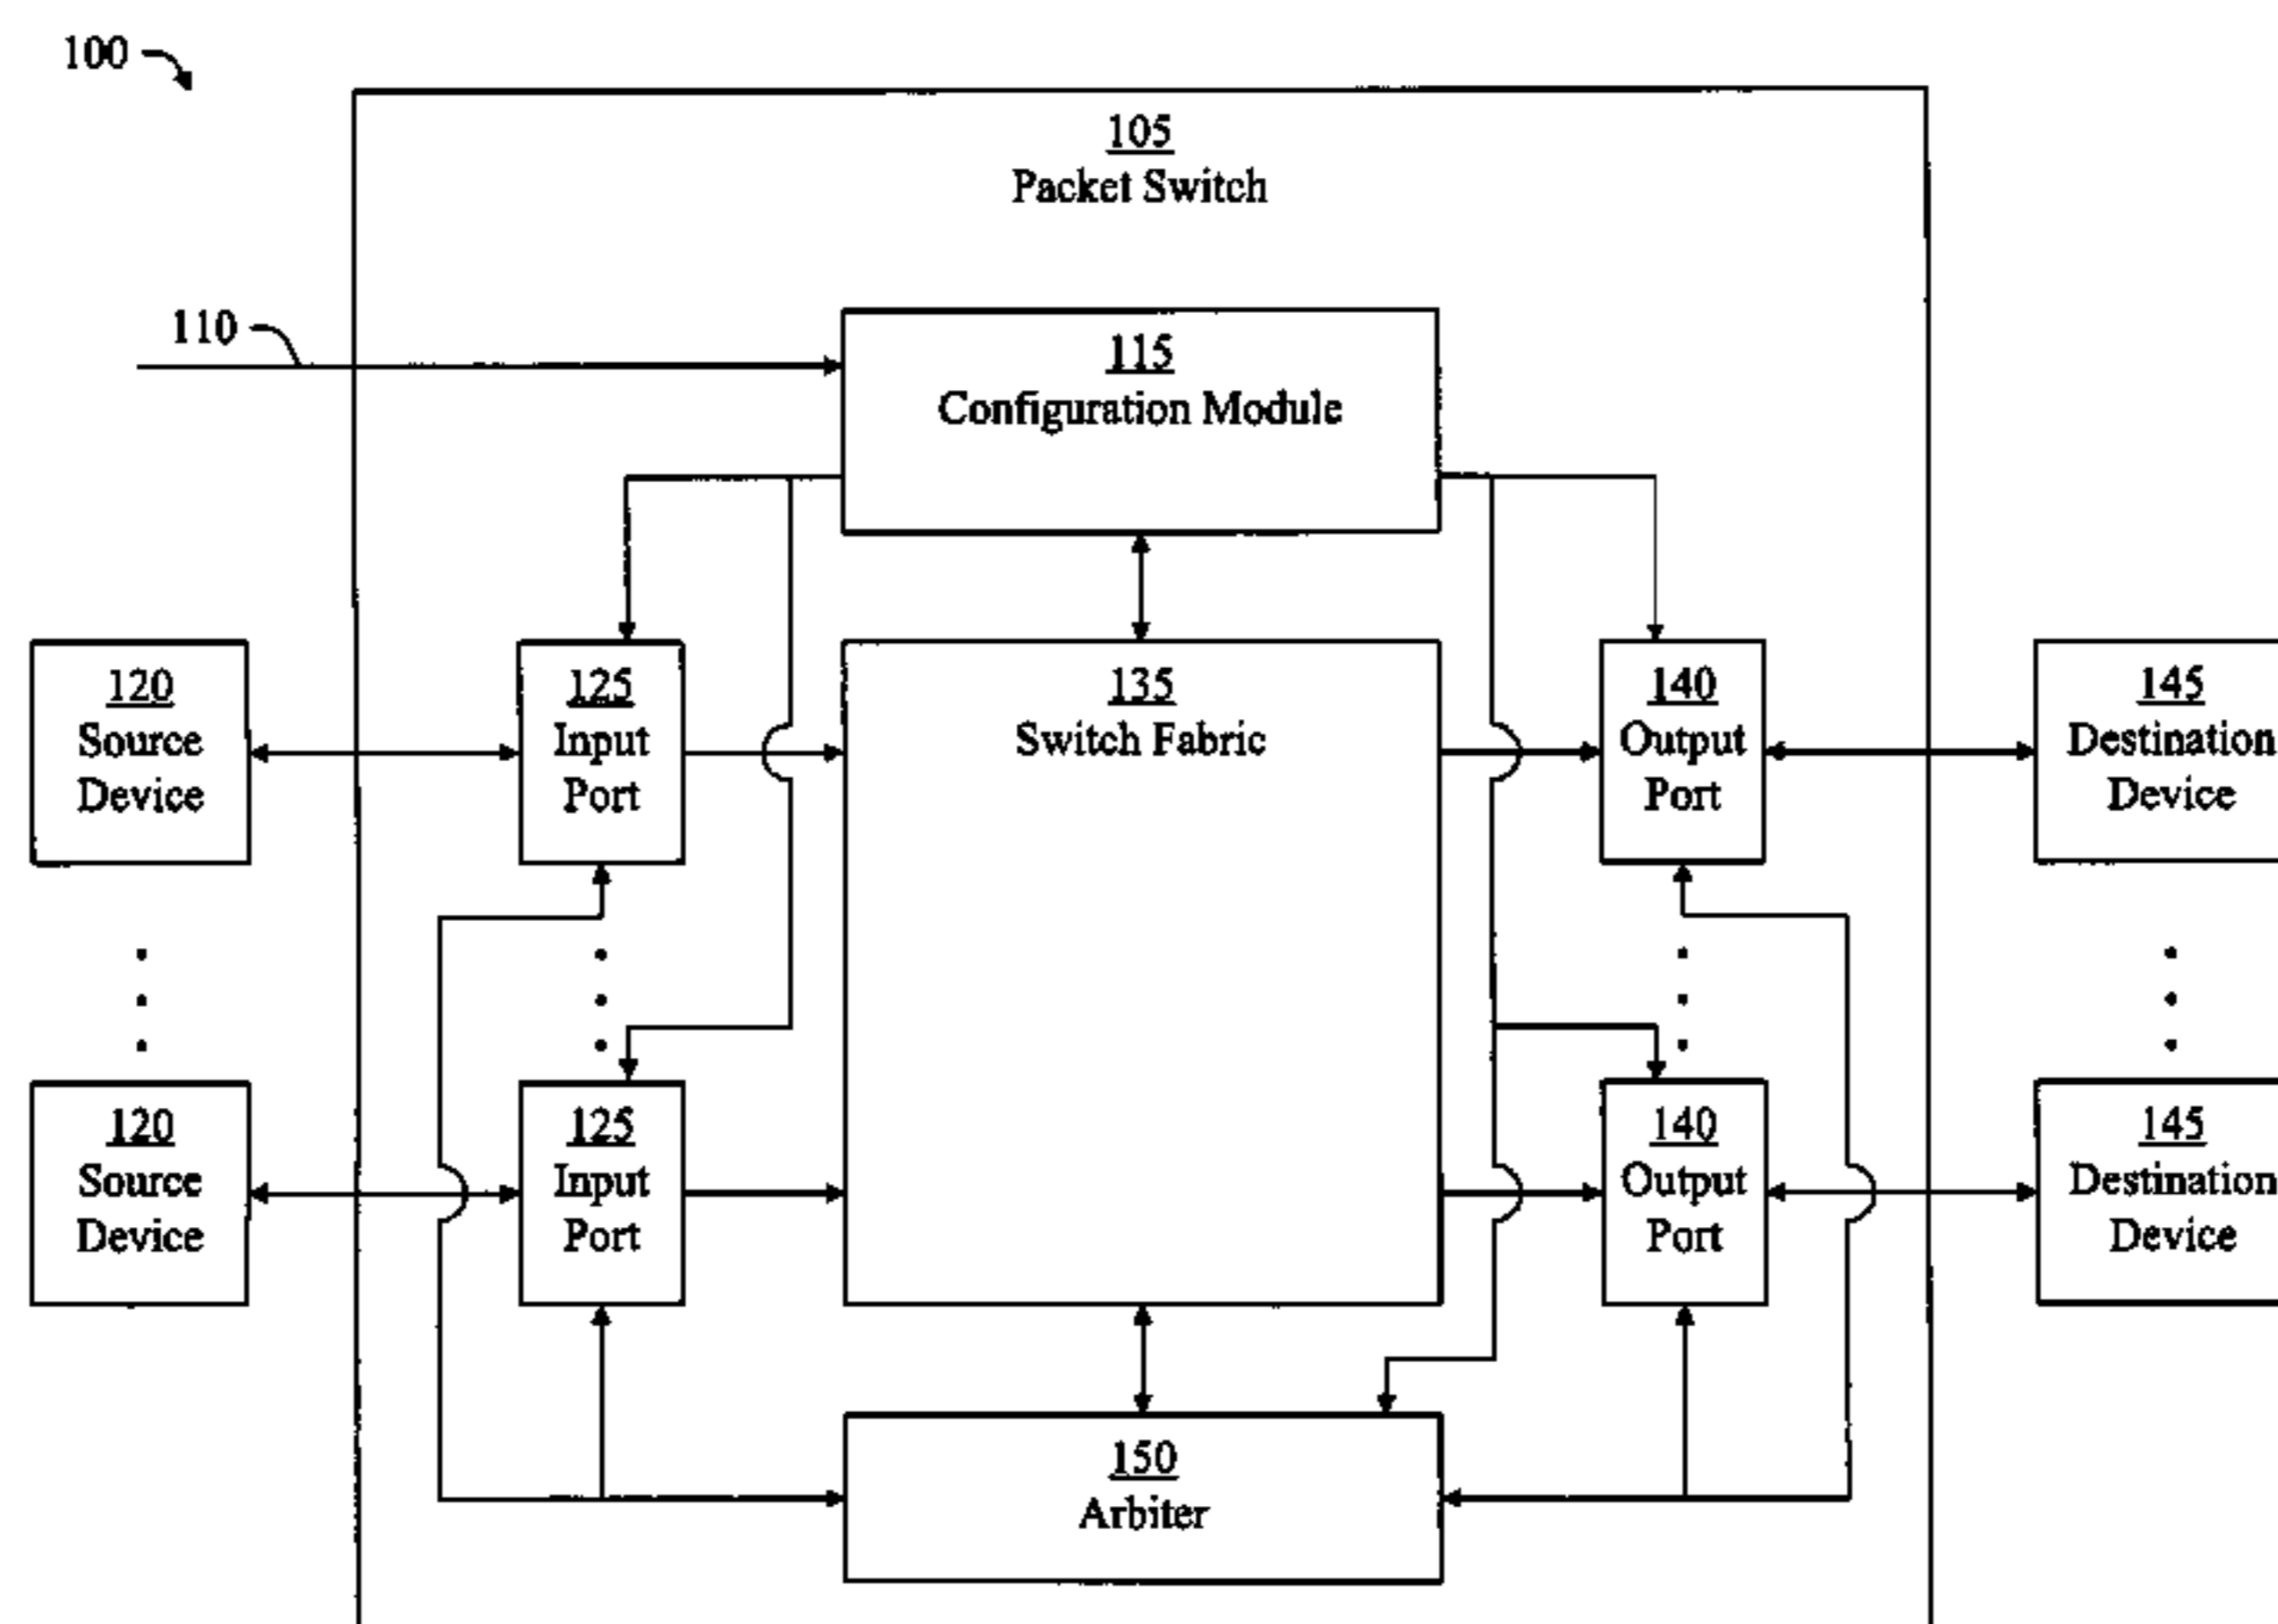 100
105
Packet Switch
110
115
Configuration Module
120
Source
Device
125
Input
Port
135
Switch Fabric
140
Output
Port
145
Destination
Device
120
Source
Device
125
Input
Port
140
Output
Port
145
Destination
Device
150
Arbiter